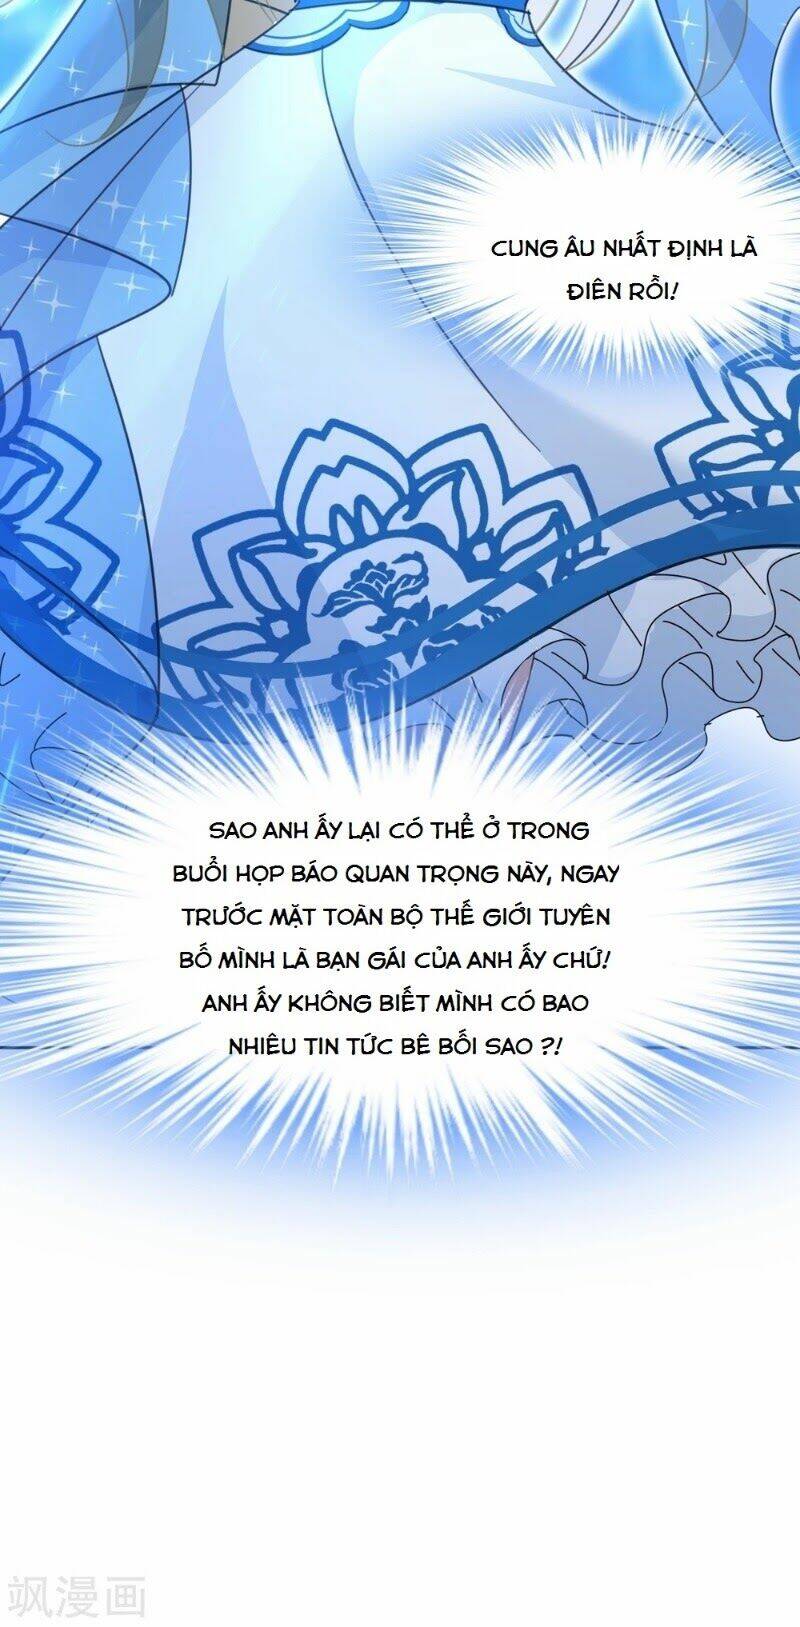 CUNG ÂU NHẤT ĐỊNH LÀ
ĐIÊN RỒI!
SAO ANH ẤY LẠI CÓ THỂ Ở TRONG
BUỔI HỌP BÁO QUAN TRỌNG NÀY, NGAY
TRƯỚC MẶT TOÀN BỘ THẾ GIỚI TUYÊN
BỐ MÌNH LÀ BẠN GÁI CỦA ANH ẤY CHỨ!
ANH ẤY KHÔNG BIẾT MÌNH CÓ BAO
NHIÊU TIN TỨC BÊ BỐI SAO ?!
飒漫画